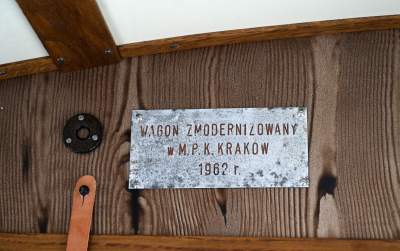 WAGON ZMODERNIZOWANY
w M.P.K. KRAKÓW
1962 r.